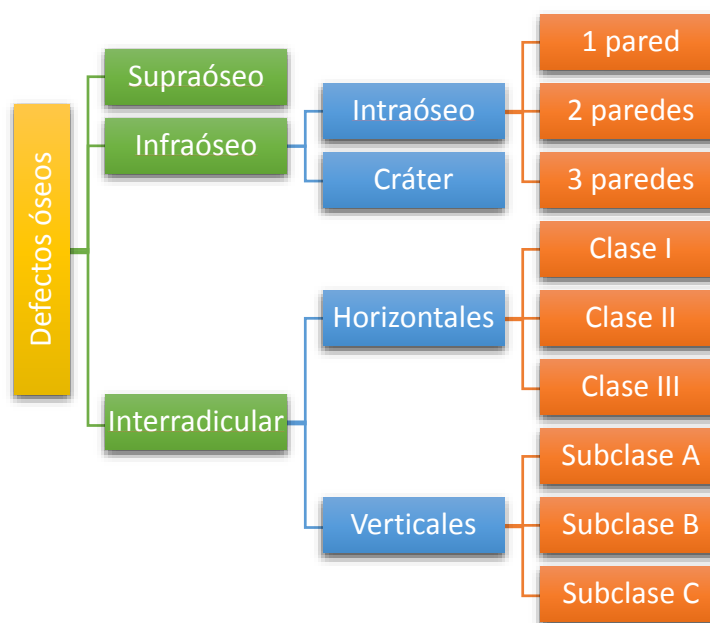 Defectos óseos
Supraóseo
Infraóseo
Intraóseo
1 pared
2 paredes
3 paredes
Cráter
Interradicular
Horizontales
Clase I
Clase II
Clase III
Verticales
Subclase A
Subclase B
Subclase C